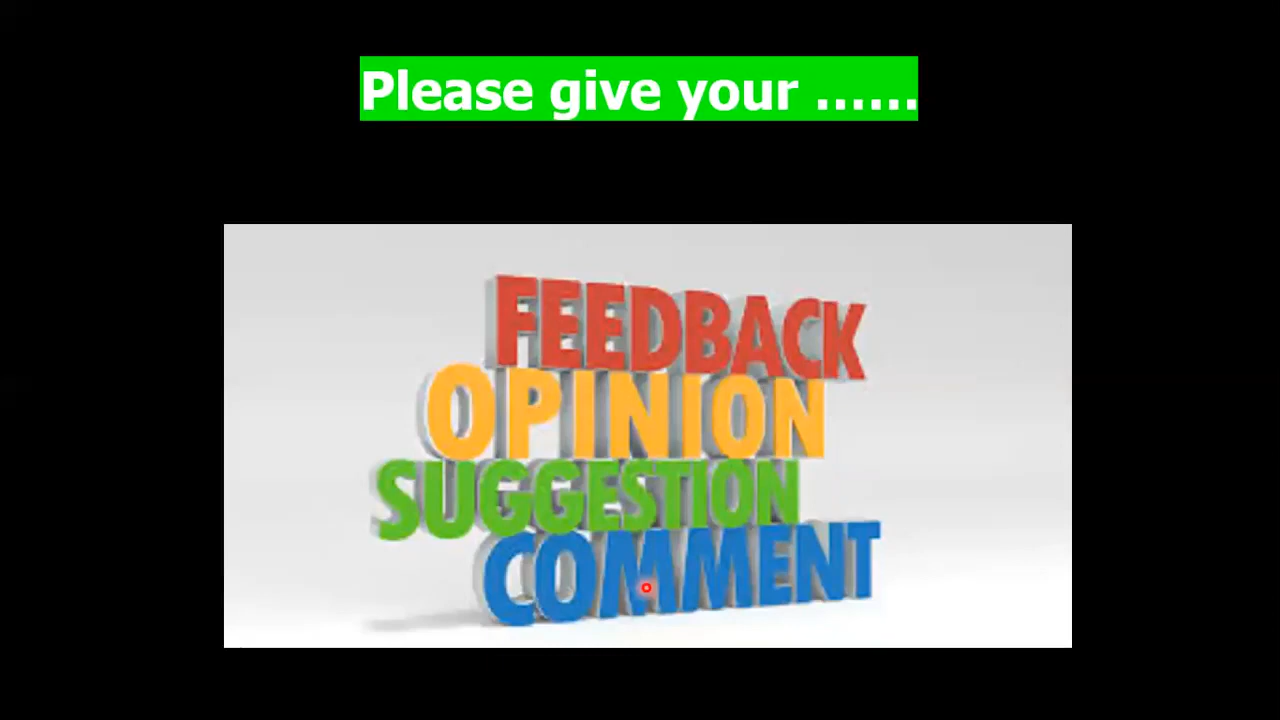 Please give your ......
FEEDBACK
OPINION
SUGGESTION
COMMENT